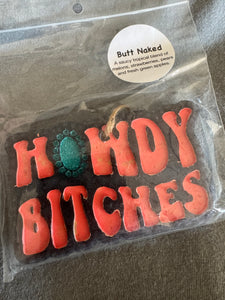 Butt Naked
A saucy tropical blend of
melons, strawberries, pears
and fresh green apples.
HOWDY
BITCHES